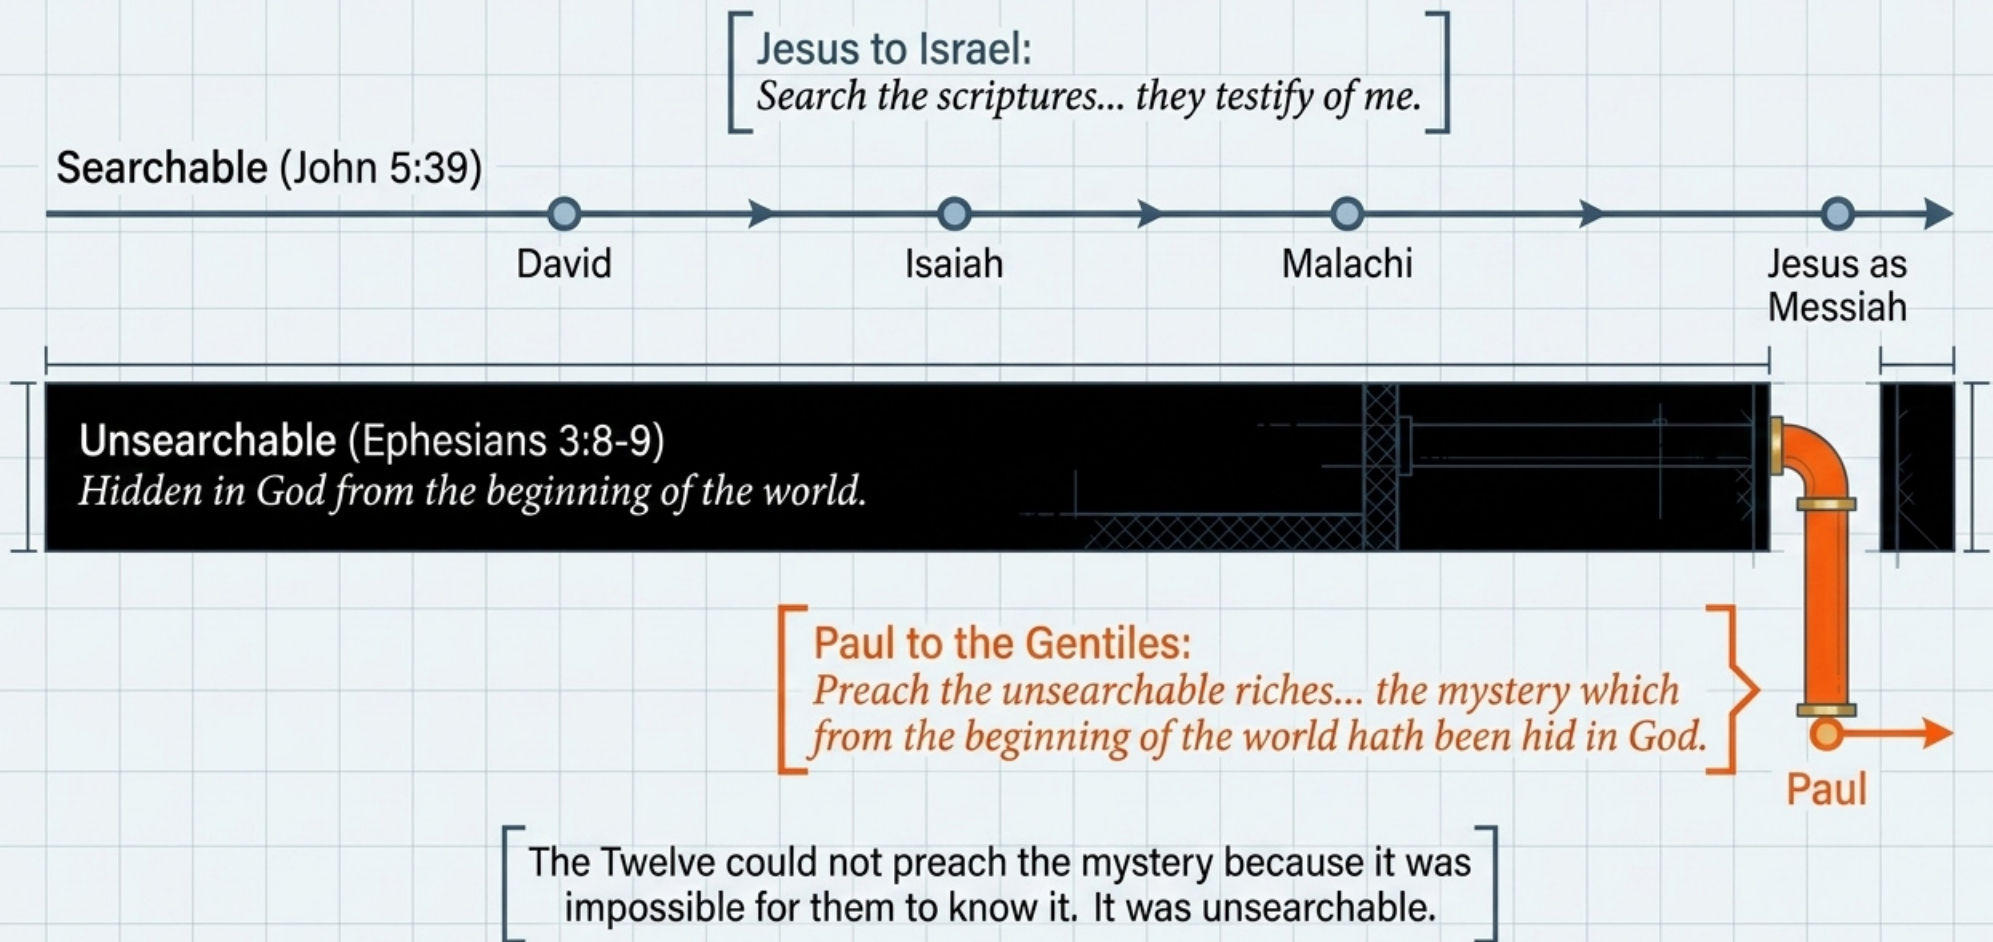 Jesus to Israel:
Search the scriptures... they testify of me.
Searchable (John 5:39)
David
Isaiah
Malachi
Jesus as
Messiah
Unsearchable (Ephesians 3:8-9)
Hidden in God from the beginning of the world.
Paul to the Gentiles:
Preach the unsearchable riches... the mystery which
from the beginning of the world hath been hid in God.
Paul
The Twelve could not preach the mystery because it was
impossible for them to know it. It was unsearchable.